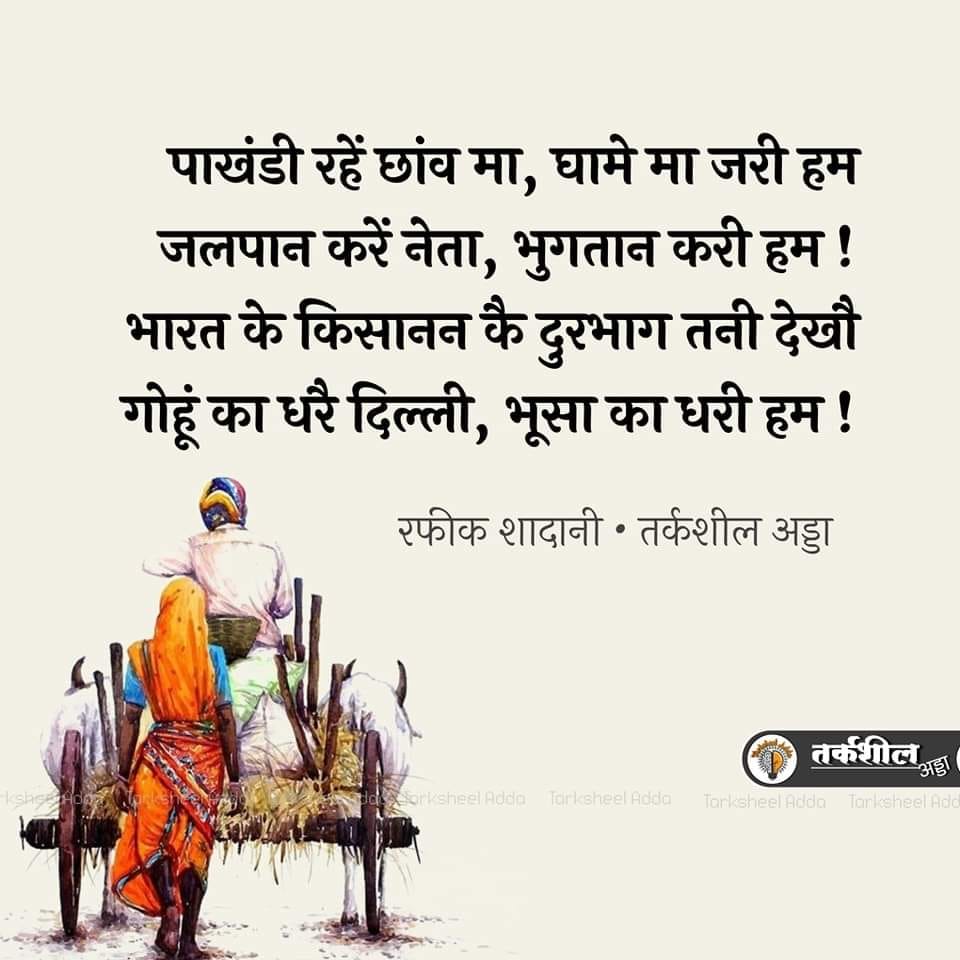 पाखंडी रहें छांव मा, घामे मा जरी हम
जलपान करें नेता, भुगतान करी हम !
भारत के किसानन कै दुरभाग तनी देखौ
गोहूं का धरै दिल्ली, भूसा का धरी हम !
रफीक शादानी • तर्कशील अड्डा
तर्कशील अड्डा
Tarksheel Adda Tarksheel Adda Tarksheel Adda Tarksheel Adda